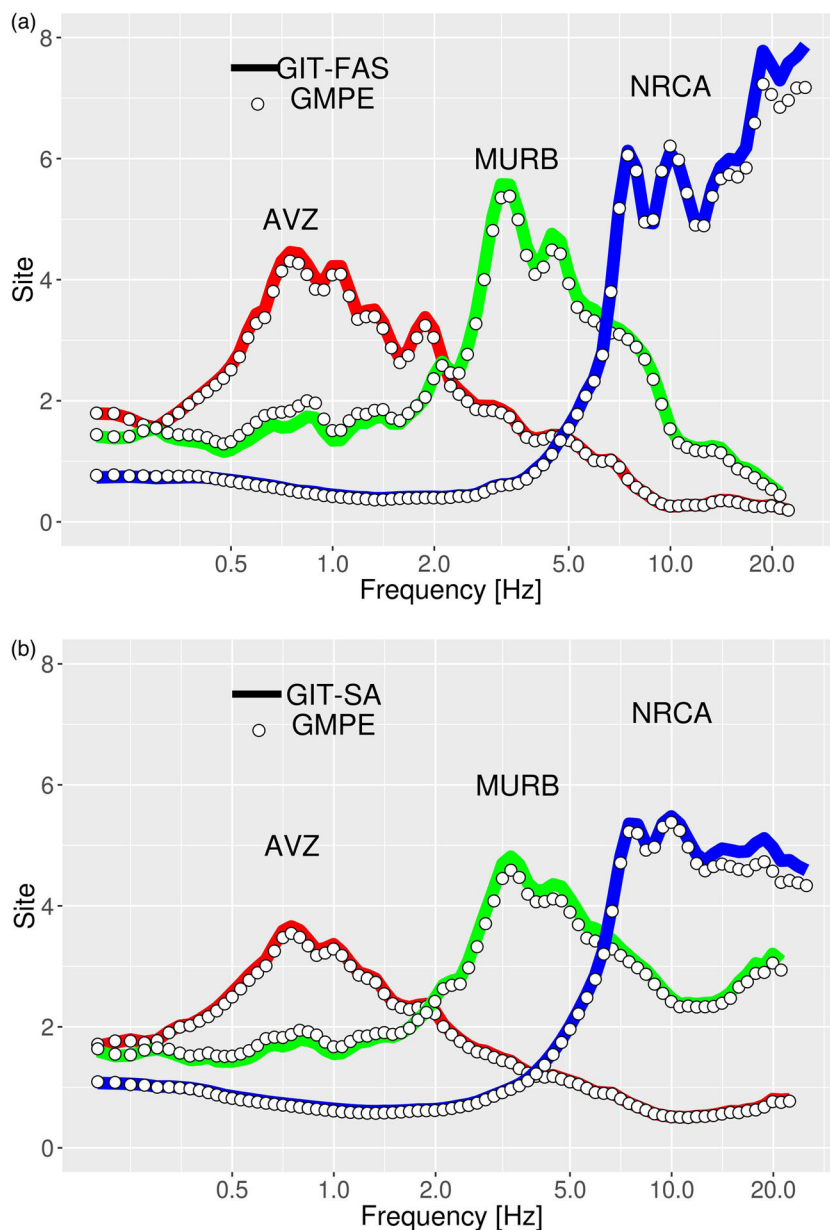 (a)
8
GIT-FAS
GMPE
NRCA
MURB
AVZ
6
4
2
0
Site
0.5 1.0 2.0 5.0 10.0 20.0
Frequency [Hz]
(b)
8
GIT-SA
GMPE
NRCA
MURB
AVZ
6
4
2
0
Site
0.5 1.0 2.0 5.0 10.0 20.0
Frequency [Hz]